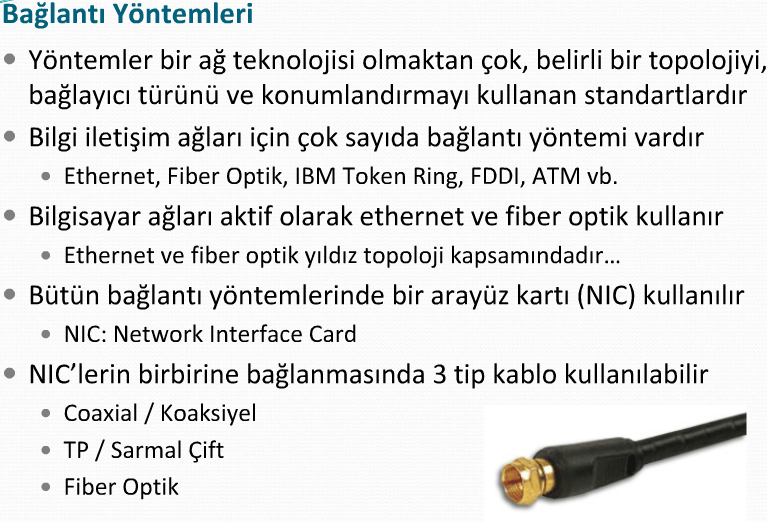 Bağlantı Yöntemleri
• Yöntemler bir ağ teknolojisi olmaktan çok, belirli bir topolojiyi,
bağlayıcı türünü ve konumlandırmayı kullanan standartlardır
• Bilgi iletişim ağları için çok sayıda bağlantı yöntemi vardır
• Ethernet, Fiber Optik, IBM Token Ring, FDDI, ATM vb.
• Bilgisayar ağları aktif olarak ethernet ve fiber optik kullanır
• Ethernet ve fiber optik yıldız topoloji kapsamındadır…
• Bütün bağlantı yöntemlerinde bir arayüz kartı (NIC) kullanılır
• NIC: Network Interface Card
• NIC’lerin birbirine bağlanmasında 3 tip kablo kullanılabilir
• Coaxial / Koaksiyel
• TP / Sarmal Çift
• Fiber Optik